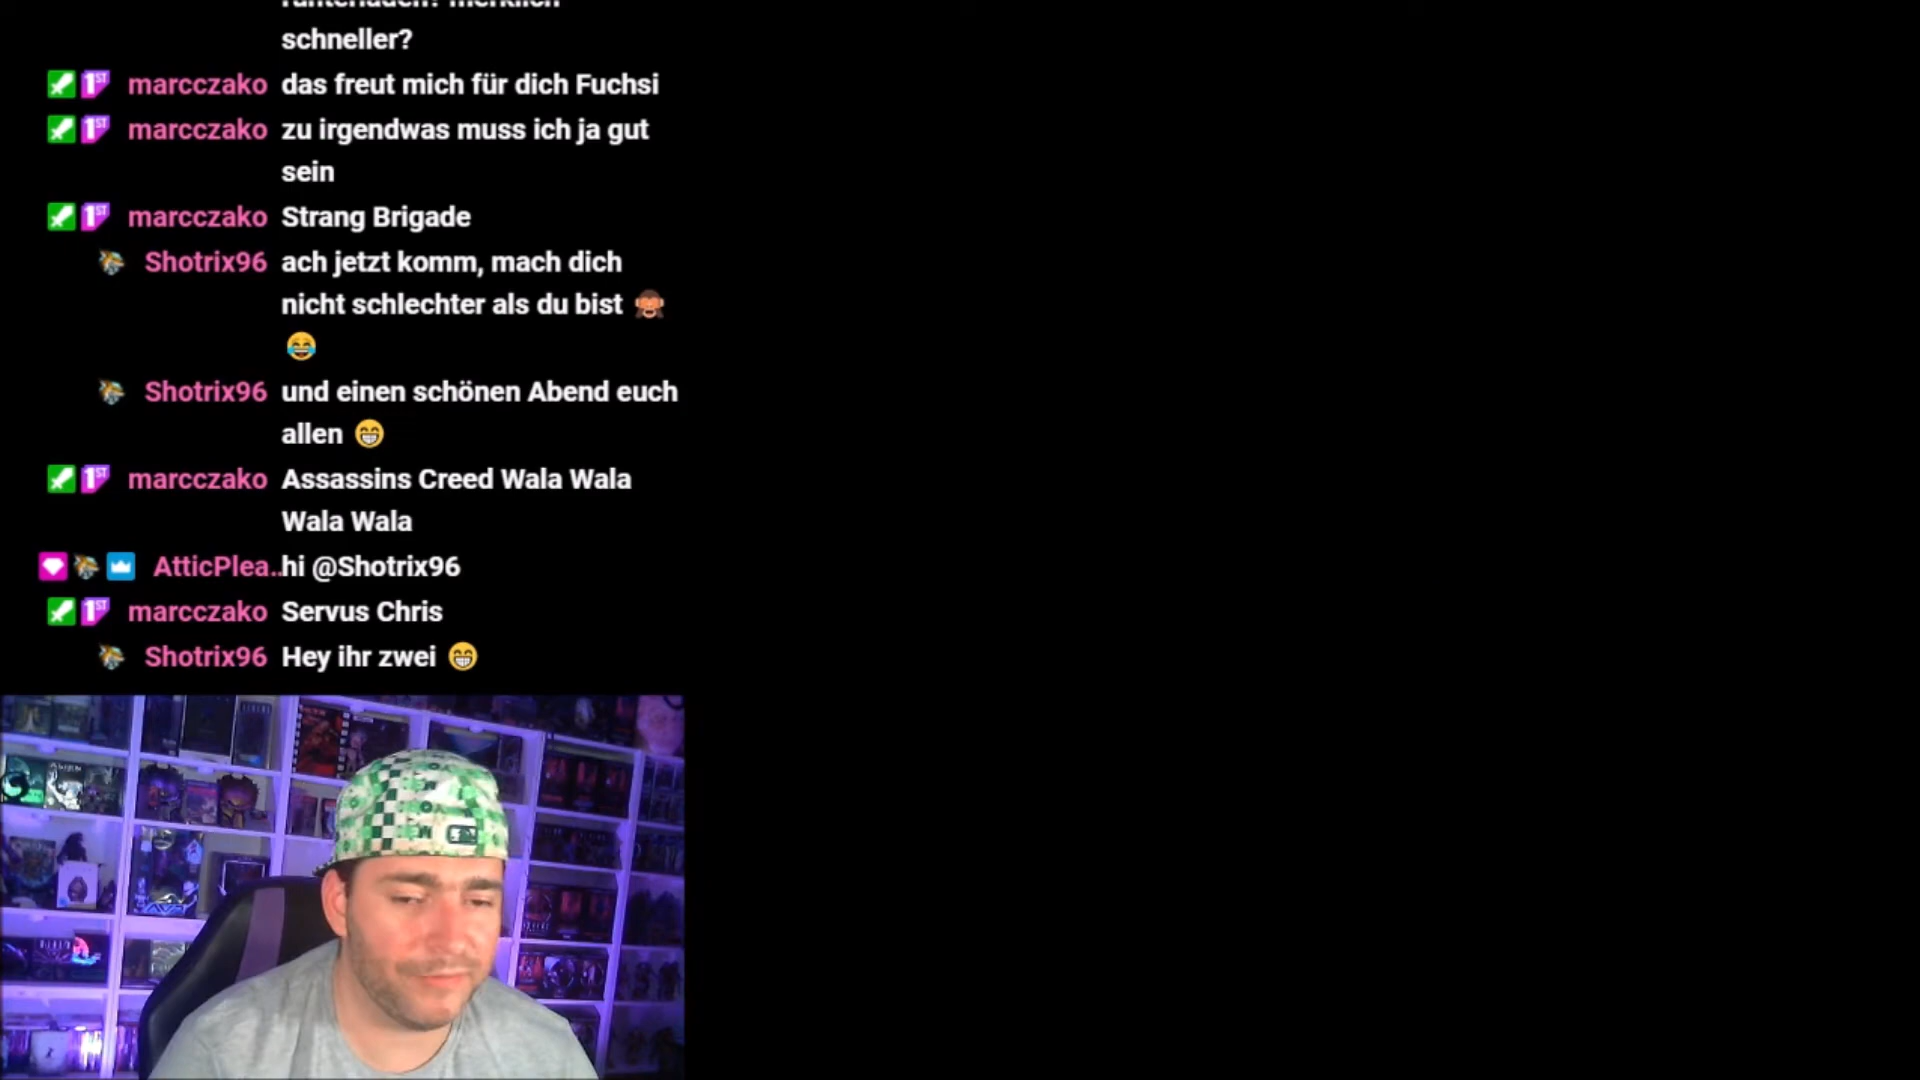 runterladen? merklich
schneller?
marcczako das freut mich für dich Fuchsi
marcczako zu irgendwas muss ich ja gut
sein
marcczako Strang Brigade
Shotrix96 ach jetzt komm, mach dich
nicht schlechter als du bist 🙈
😂
Shotrix96 und einen schönen Abend euch
allen 😁
marcczako Assassins Creed Wala Wala
Wala Wala
AtticPlea.. hi @Shotrix96
marcczako Servus Chris
Shotrix96 Hey ihr zwei 😁